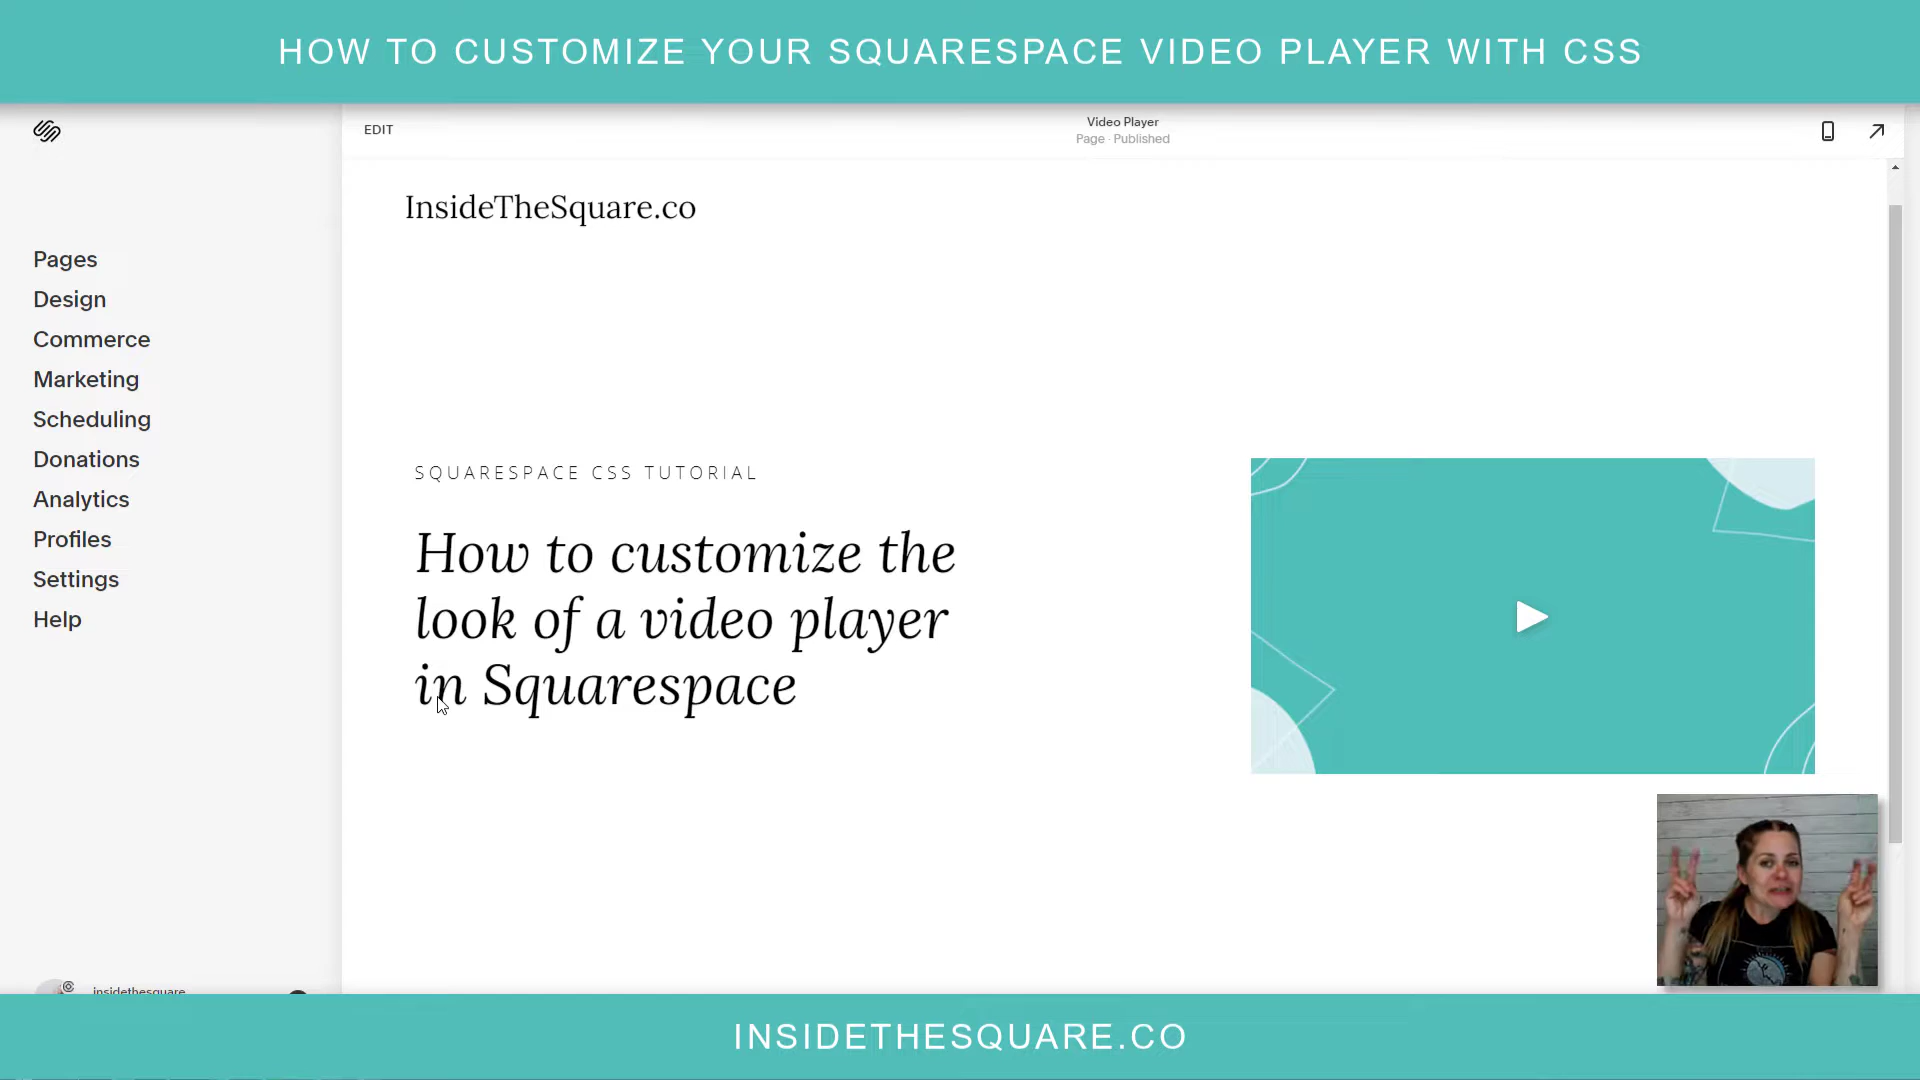 HOW TO CUSTOMIZE YOUR SQUARESPACE VIDEO PLAYER WITH CSS
EDIT
Video Player
Page · Published
InsideTheSquare.co
Pages
Design
Commerce
Marketing
Scheduling
Donations
Analytics
Profiles
Settings
Help
SQUARESPACE CSS TUTORIAL
How to customize the
look of a video player
in Squarespace
insidethesquare
INSIDETHESQUARE.CO